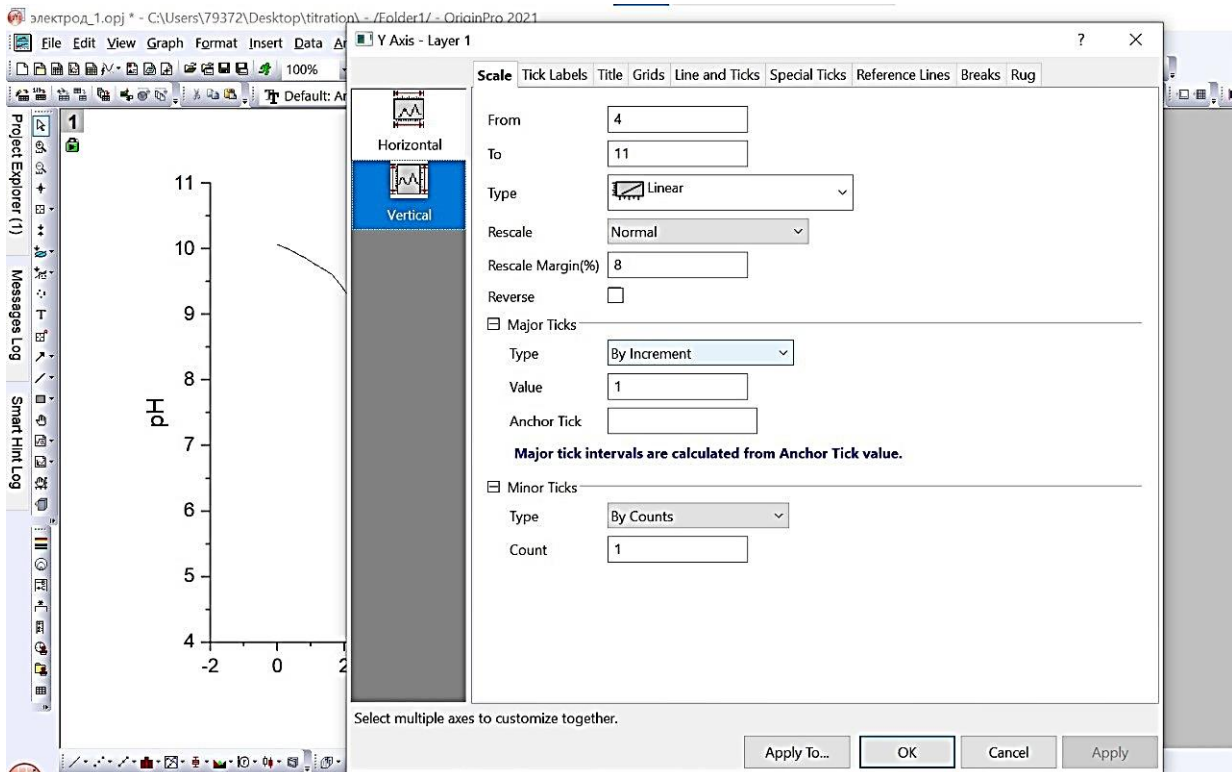 электрод_1.opj * - C:\Users\79372\Desktop\titration\ - /Folder1/ - OriginPro 2021
File Edit View Graph Format Insert Data
100%
Default: Ar
Project Explorer (1)
Messages Log
Smart Hint Log
1
11
10
9
8
7
6
5
4
pH
-2 0 2
Y Axis - Layer 1
? X
Scale Tick Labels Title Grids Line and Ticks Special Ticks Reference Lines Breaks Rug
Horizontal
Vertical
From 4
To 11
Type Linear
Rescale Normal
Rescale Margin(%) 8
Reverse
Major Ticks
Type By Increment
Value 1
Anchor Tick
Major tick intervals are calculated from Anchor Tick value.
Minor Ticks
Type By Counts
Count 1
Select multiple axes to customize together.
Apply To... OK Cancel Apply